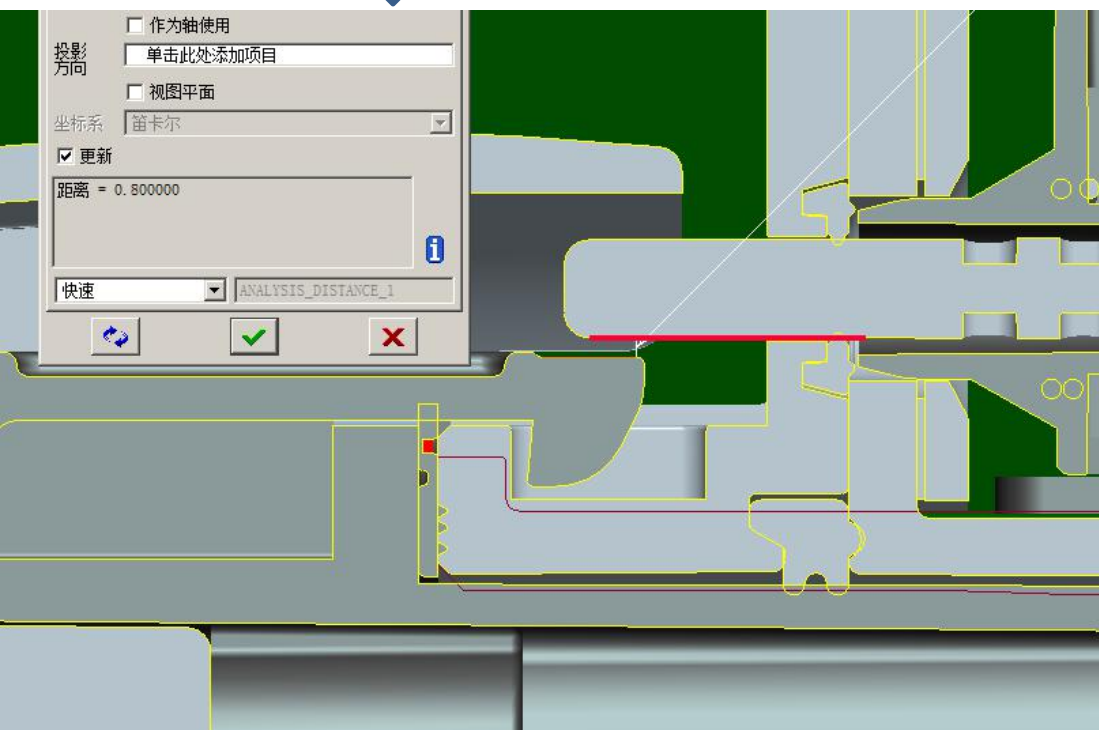 作为轴使用
投影
方向
单击此处添加项目
视图平面
坐标系 笛卡尔
更新
距离 = 0.800000
快速 ANALYSIS_DISTANCE_1